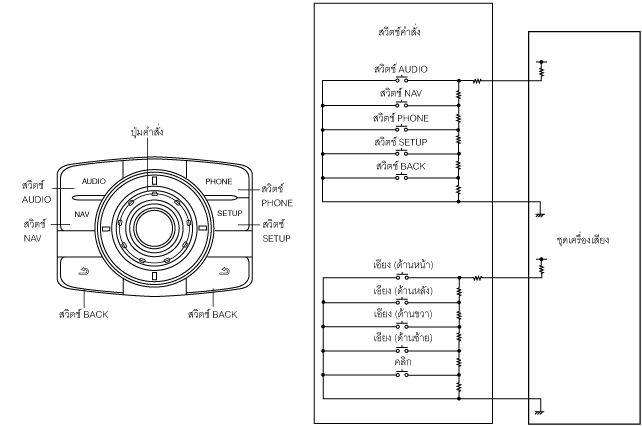 ปุ่มคำสั่ง
สวิตช์
AUDIO
สวิตช์
NAV
AUDIO
NAV
PHONE
SETUP
สวิตช์
PHONE
สวิตช์
SETUP
สวิตช์ BACK
สวิตช์ BACK
สวิตช์คำสั่ง
สวิตช์ AUDIO
สวิตช์ NAV
สวิตช์ PHONE
สวิตช์ SETUP
สวิตช์ BACK
เอียง (ด้านหน้า)
เอียง (ด้านหลัง)
เอียง (ด้านขวา)
เอียง (ด้านซ้าย)
คลิก
ชุดเครื่องเสียง